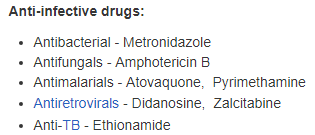 Anti-infective drugs:
• Antibacterial - Metronidazole
• Antifungals - Amphotericin B
• Antimalarials - Atovaquone, Pyrimethamine
• Antiretrovirals - Didanosine, Zalcitabine
• Anti-TB - Ethionamide